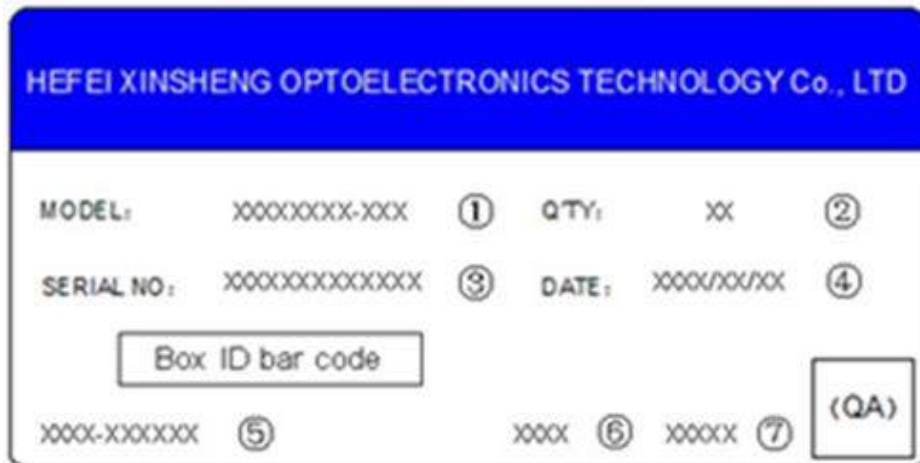 HEFEI XINSHENG OPTOELECTRONICS TECHNOLOGY Co., LTD
MODEL: XXXXXXXX-XXX ① Q'TY: XX ②
SERIAL NO: XXXXXXXXXXXXX ③ DATE: XXXX/XX/XX ④
Box ID bar code
XXXX-XXXXXX ⑤ XXXX ⑥ XXXXX ⑦ (QA)